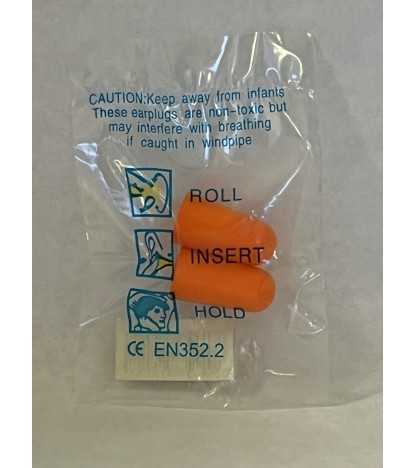 CAUTION:Keep away from infants
These earplugs are non-toxic but
may interfere with breathing
if caught in windpipe
ROLL
INSERT
HOLD
CE EN352.2